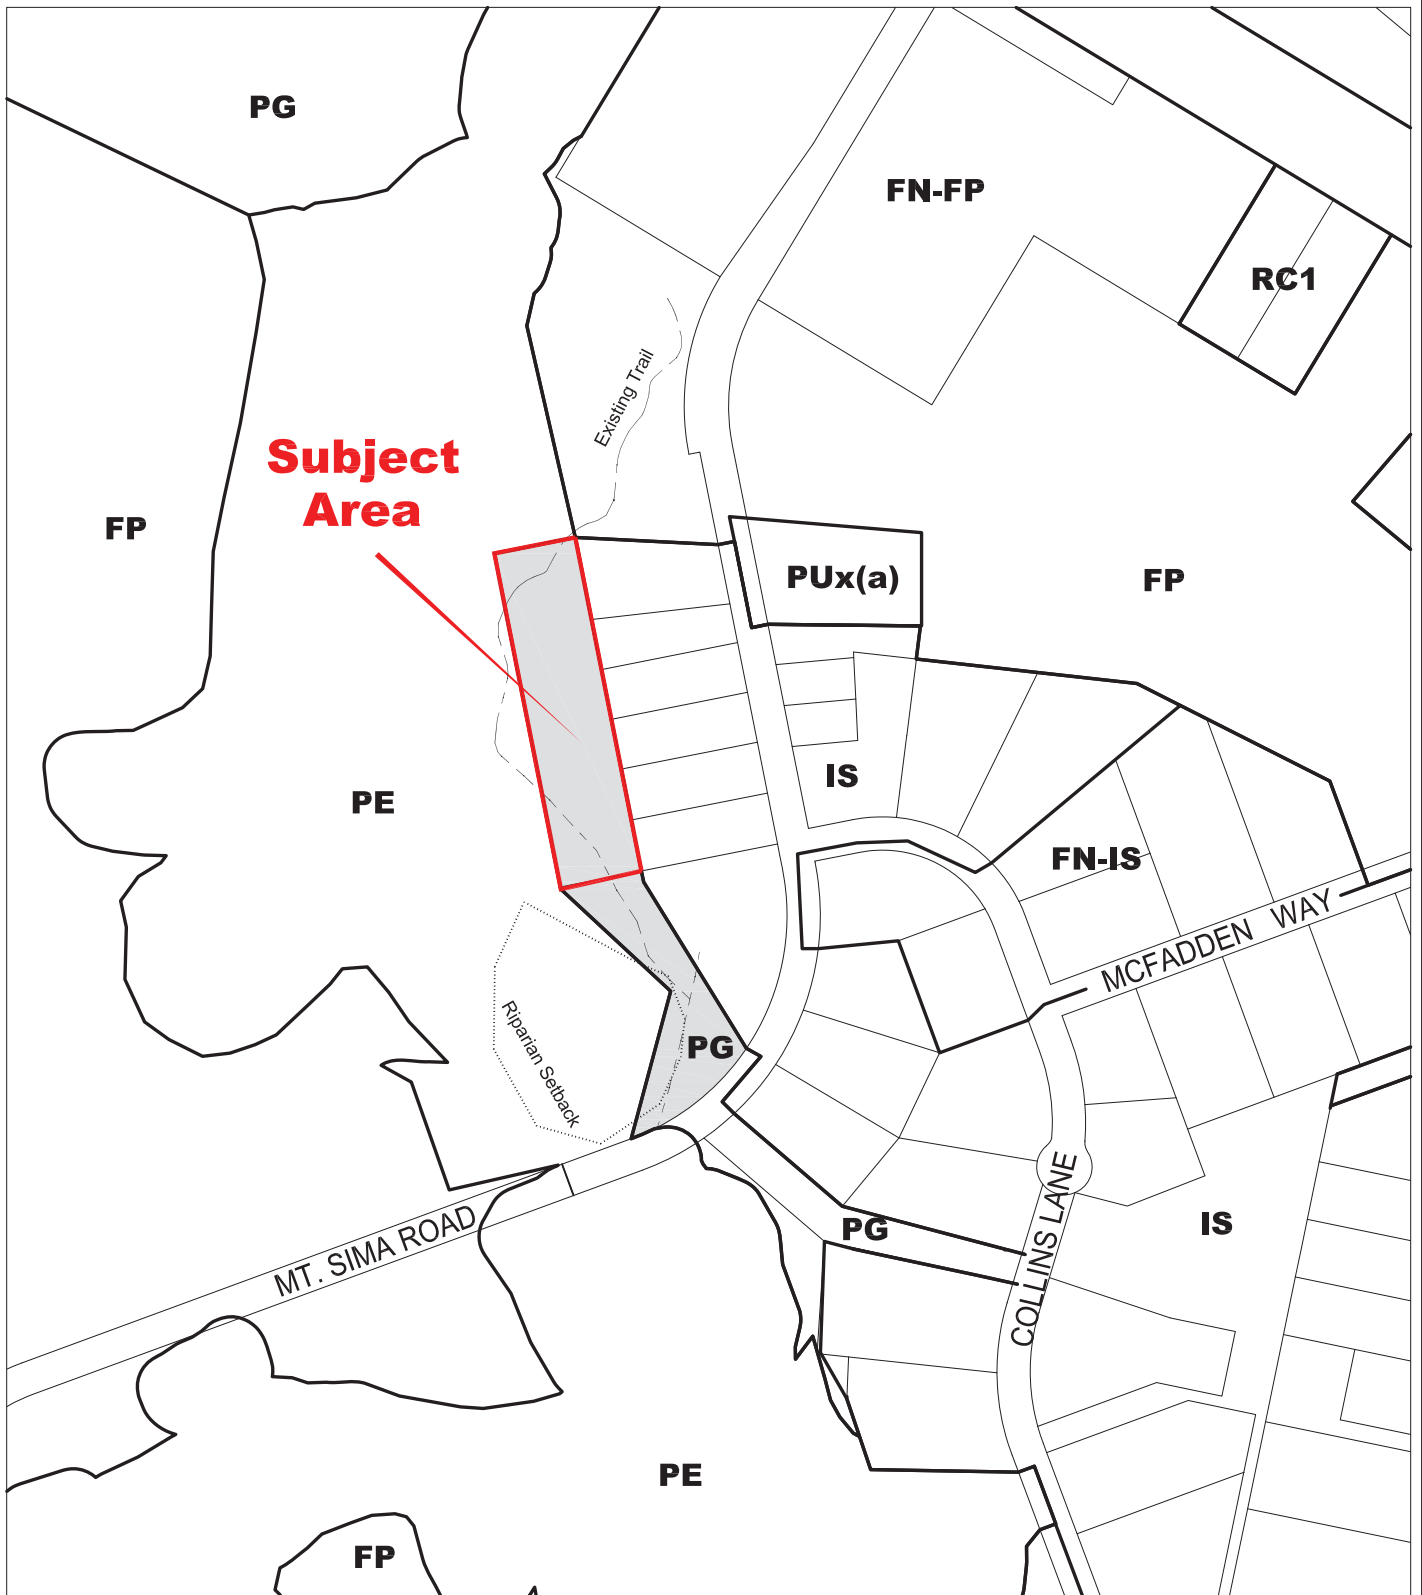 PG
FN-FP
RC1
Existing Trail
Subject
Area
FP
PUx(a)
FP
IS
PE
FN-IS
MCFADDEN WAY
Riparian Setback
PG
COLLINS LANE
PG
IS
MT. SIMA ROAD
PE
FP